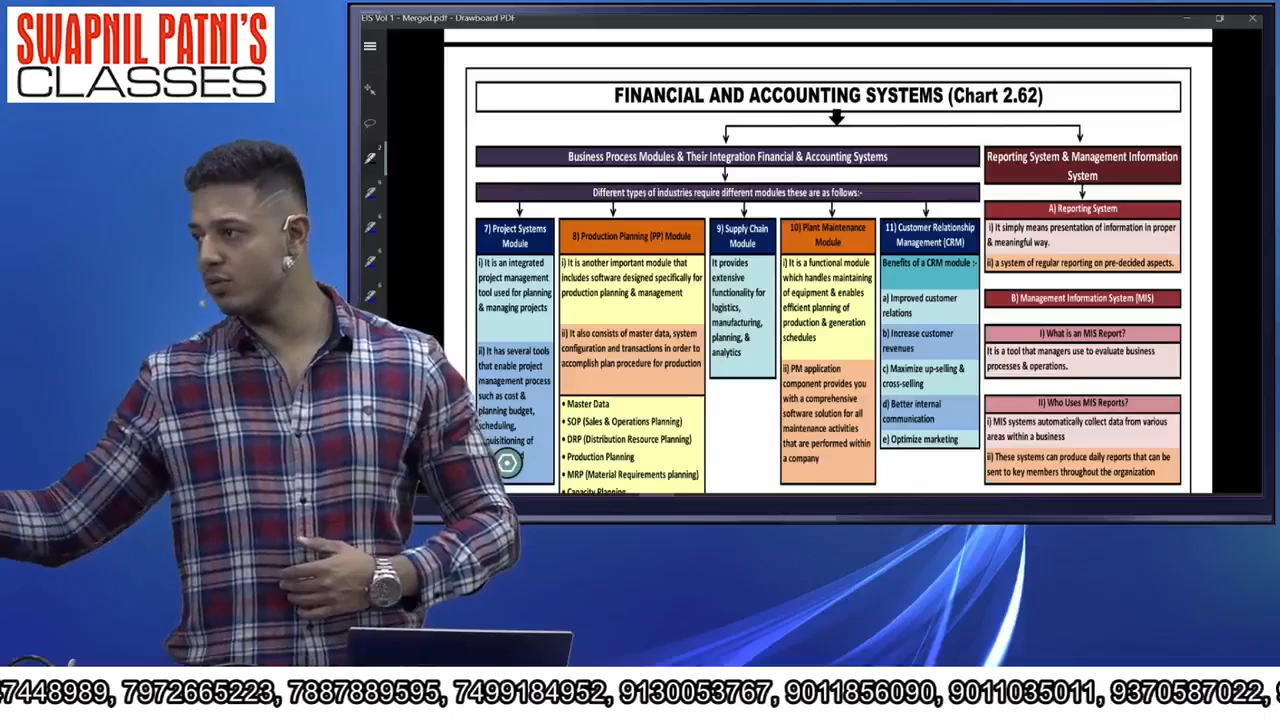 SWAPNIL PATNI'S
CLASSES
EIS Vol 1 - Merged.pdf - Drawboard PDF
FINANCIAL AND ACCOUNTING SYSTEMS (Chart 2.62)
Business Process Modules & Their Integration Financial & Accounting Systems
Different types of industries require different modules these are as follows:-
7) Project Systems
Module
i) It is an integrated
project management
tool used for planning
& managing projects
ii) It has several tools
that enable project
management process
such as cost &
planning budget,
scheduling,
of
8) Production Planning (PP) Module
i) It is another important module that
includes software designed specifically for
production planning & management
ii) It also consists of master data, system
configuration and transactions in order to
accomplish plan procedure for production
• Master Data
• SOP (Sales & Operations Planning)
• DRP (Distribution Resource Planning)
• Production Planning
• MRP (Material Requirements planning)
• Capacity Planning
9) Supply Chain
Module
It provides
extensive
functionality for
logistics,
manufacturing,
planning, &
analytics
10) Plant Maintenance
Module
i) It is a functional module
which handles maintaining
of equipment & enables
efficient planning of
production & generation
schedules
ii) PM application
component provides you
with a comprehensive
software solution for all
maintenance activities
that are performed within
a company
11) Customer Relationship
Management (CRM)
Benefits of a CRM module :-
a) Improved customer
relations
b) Increase customer
revenues
c) Maximize up-selling &
cross-selling
d) Better internal
communication
e) Optimize marketing
Reporting System & Management Information
System
A) Reporting System
i) It simply means presentation of information in proper
& meaningful way.
ii) a system of regular reporting on pre-decided aspects.
B) Management Information System (MIS)
I) What is an MIS Report?
It is a tool that managers use to evaluate business
processes & operations.
II) Who Uses MIS Reports?
i) MIS systems automatically collect data from various
areas within a business
ii) These systems can produce daily reports that can be
sent to key members throughout the organization
7448989, 7972665223, 7887889595, 7499184952, 9130053767, 9011856090, 9011035011, 9370587022,